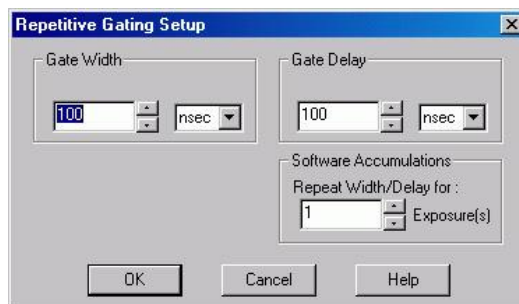 Repetitive Gating Setup
Gate Width
100
nsec
Gate Delay
100
nsec
Software Accumulations
Repeat Width/Delay for :
1
Exposure(s)
OK
Cancel
Help